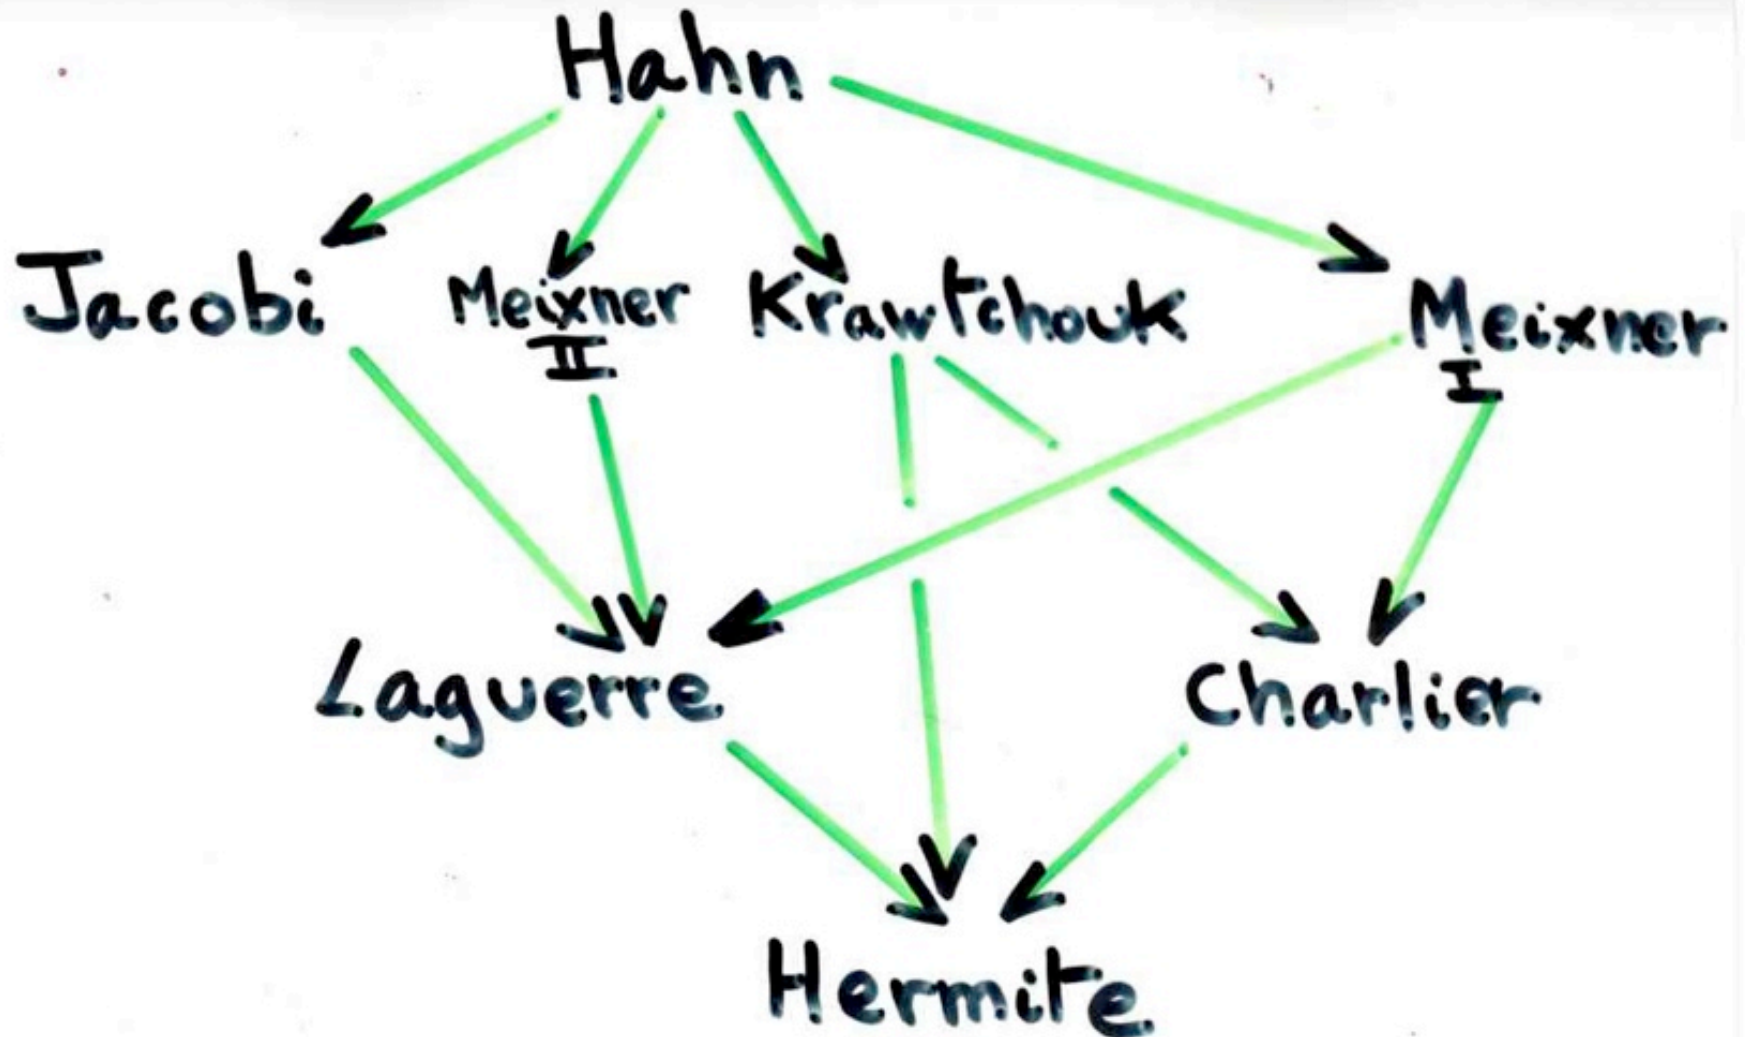 Hahn
Jacobi
Meixner
II
Krawtchouk
Meixner
I
Laguerre
Charlier
Hermite